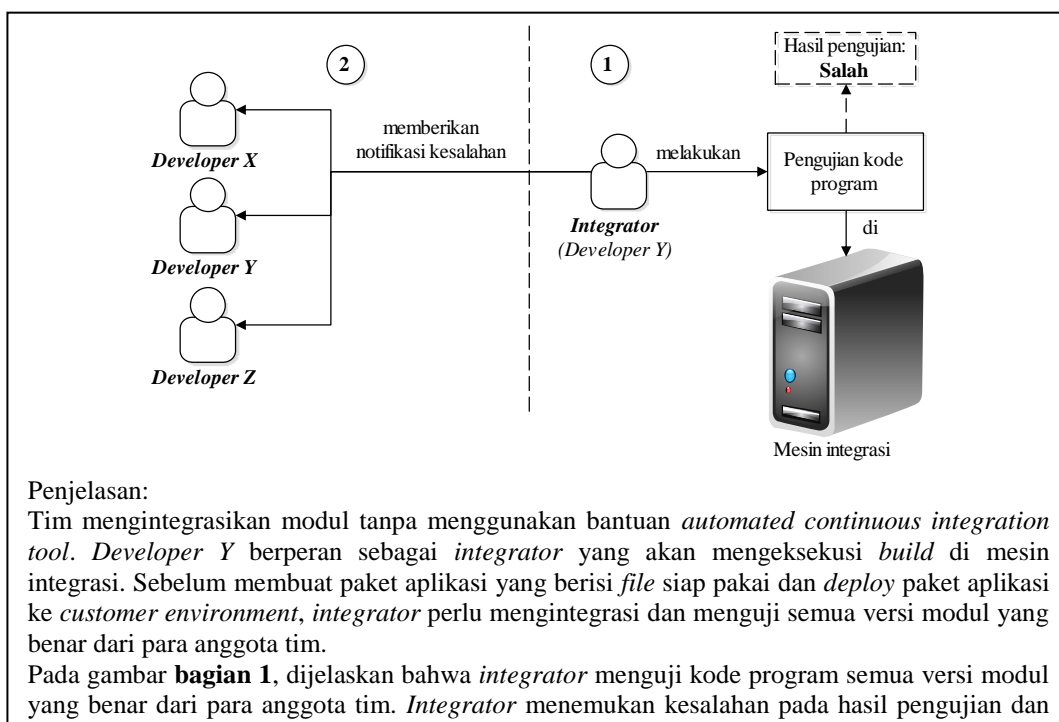 2
1
Hasil pengujian:
Salah
memberikan
notifikasi kesalahan
melakukan
Pengujian kode
program
di
Developer X
Integrator
(Developer Y)
Developer Y
Developer Z
Mesin integrasi
Penjelasan:
Tim mengintegrasikan modul tanpa menggunakan bantuan automated continuous integration
tool. Developer Y berperan sebagai integrator yang akan mengeksekusi build di mesin
integrasi. Sebelum membuat paket aplikasi yang berisi file siap pakai dan deploy paket aplikasi
ke customer environment, integrator perlu mengintegrasi dan menguji semua versi modul yang
benar dari para anggota tim.
Pada gambar bagian 1, dijelaskan bahwa integrator menguji kode program semua versi modul
yang benar dari para anggota tim. Integrator menemukan kesalahan pada hasil pengujian dan